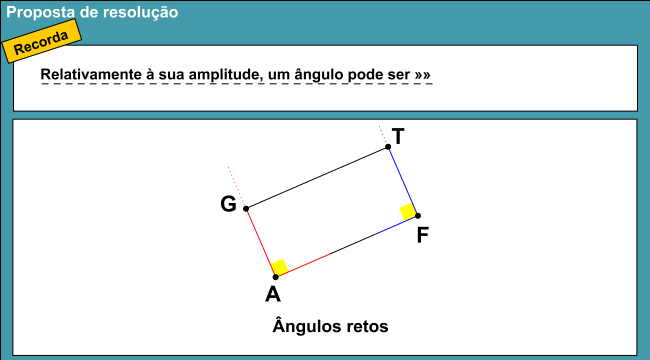 Proposta de resolução
Recorda
Relativamente à sua amplitude, um ângulo pode ser »»
T
G
F
A
Ângulos retos